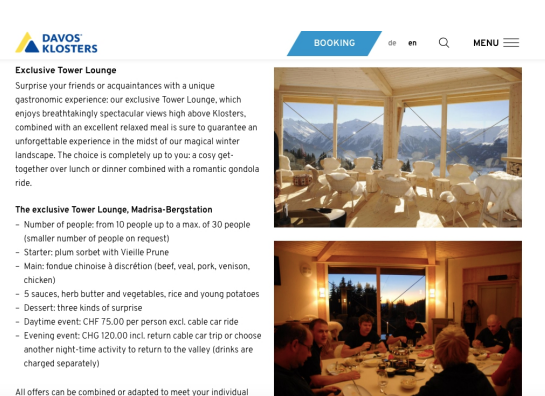 DAVOS
KLOSTERS
BOOKING
de
en
MENU
Exclusive Tower Lounge
Surprise your friends or acquaintances with a unique
gastronomic experience: our exclusive Tower Lounge, which
enjoys breathtakingly spectacular views high above Klosters,
combined with an excellent relaxed meal is sure to guarantee an
unforgettable experience in the midst of our magical winter
landscape. The choice is completely up to you: a cosy get-
together over lunch or dinner combined with a romantic gondola
ride.
The exclusive Tower Lounge, Madrisa-Bergstation
– Number of people: from 10 people up to a max. of 30 people
(smaller number of people on request)
– Starter: plum sorbet with Vieille Prune
– Main: fondue chinoise à discrétion (beef, veal, pork, venison,
chicken)
– 5 sauces, herb butter and vegetables, rice and young potatoes
– Dessert: three kinds of surprise
– Daytime event: CHF 75.00 per person excl. cable car ride
– Evening event: CHG 120.00 incl. return cable car trip or choose
another night-time activity to return to the valley (drinks are
charged separately)
All offers can be combined or adapted to meet your individual